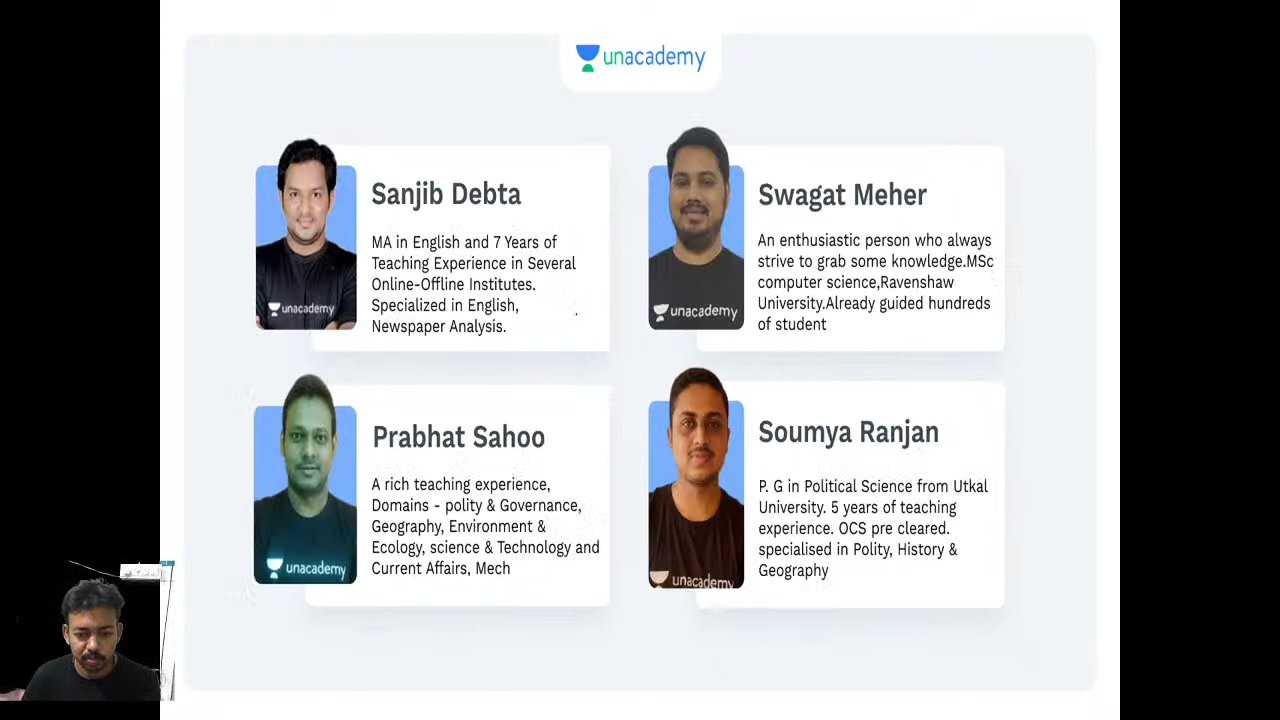 unacademy
Sanjib Debta
MA in English and 7 Years of
Teaching Experience in Several
Online-Offline Institutes.
Specialized in English,
Newspaper Analysis.
unacademy
Swagat Meher
An enthusiastic person who always
strive to grab some knowledge.MSc
computer science,Ravenshaw
University.Already guided hundreds
of student
unacademy
Prabhat Sahoo
A rich teaching experience,
Domains - polity & Governance,
Geography, Environment &
Ecology, science & Technology and
Current Affairs, Mech
unacademy
Soumya Ranjan
P. G in Political Science from Utkal
University. 5 years of teaching
experience. OCS pre cleared.
specialised in Polity, History &
Geography
unacademy